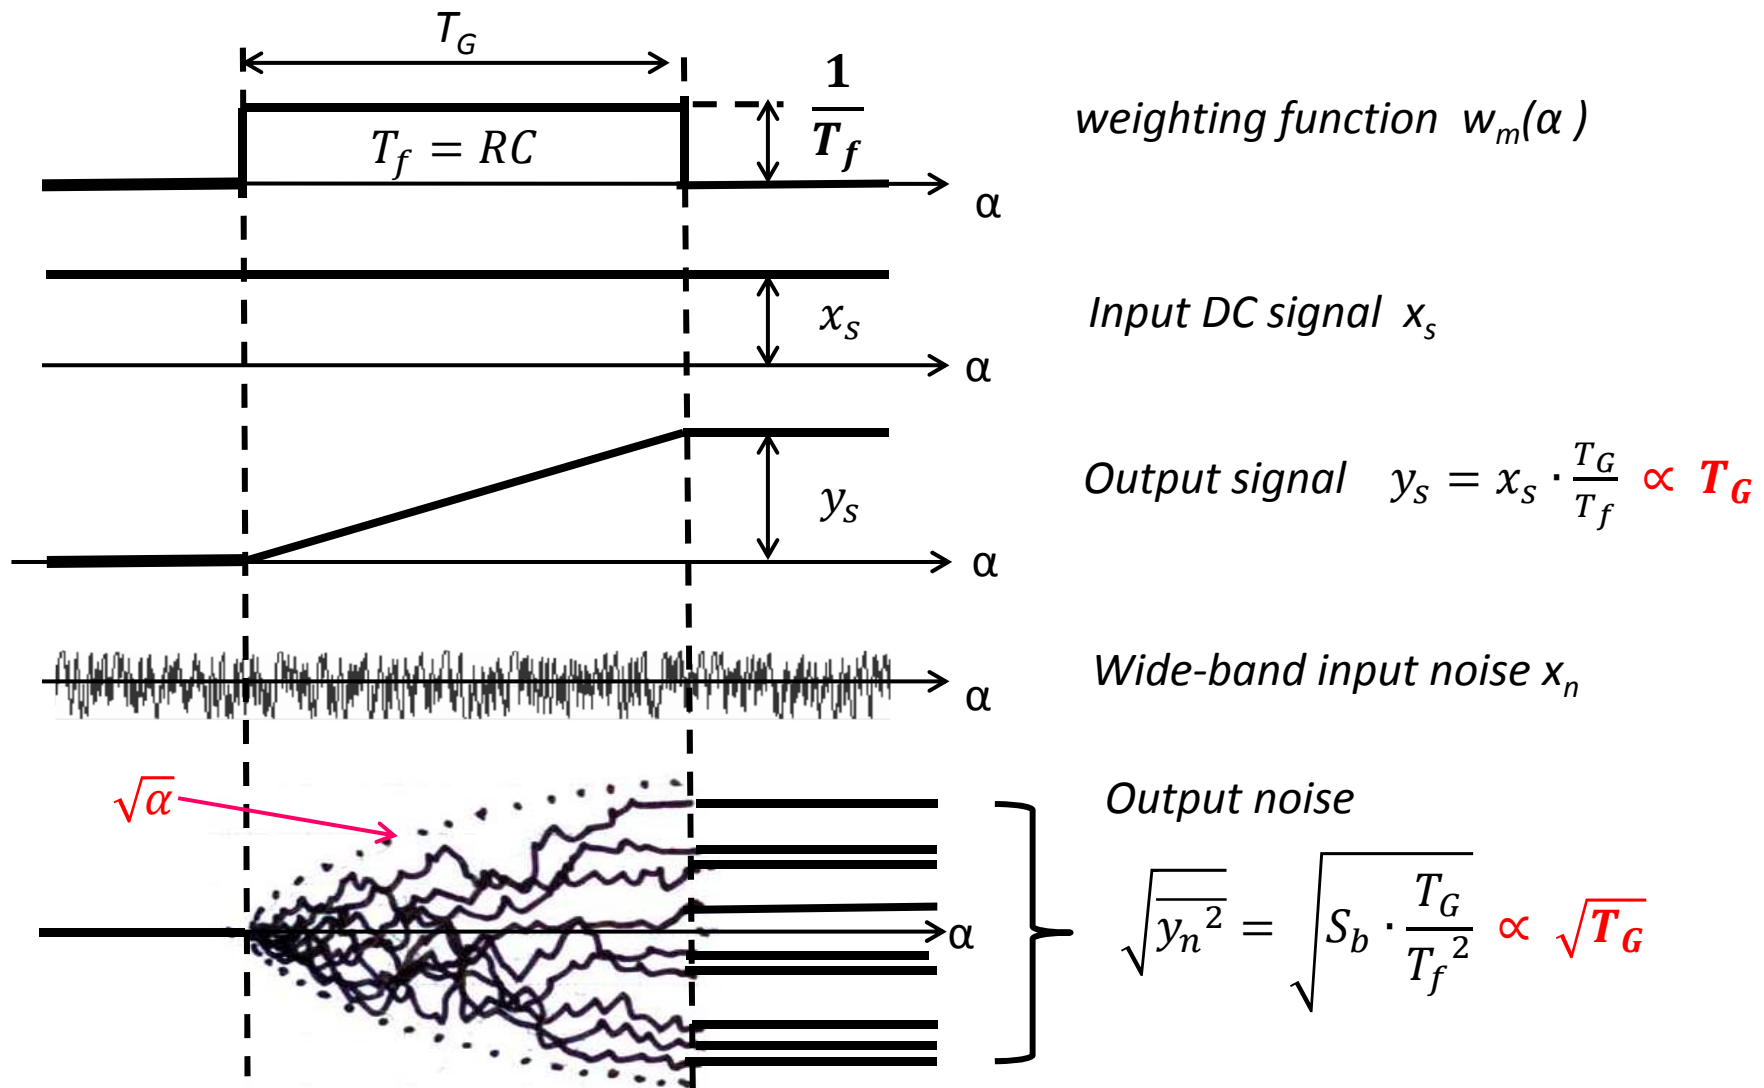 T_G
1/T_f
T_f = RC
weighting function w_m(α )
α
x_s
Input DC signal x_s
α
y_s
Output signal y_s = x_s · T_G/T_f ∝ T_G
α
Wide-band input noise x_n
α
√α
Output noise
α
√(y_n²)‾ = √(S_b · T_G/T_f²) ∝ √T_G